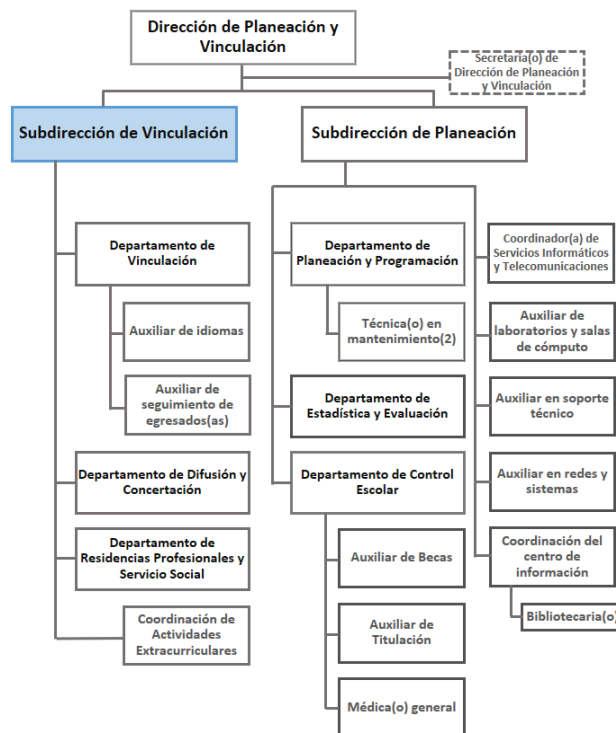 Dirección de Planeación y
Vinculación
Secretaria(o) de
Dirección de Planeación
y Vinculación
Subdirección de Vinculación
Subdirección de Planeación
Departamento de
Vinculación
Auxiliar de idiomas
Auxiliar de
seguimiento de
egresados(as)
Departamento de Difusión y
Concertación
Departamento de
Residencias Profesionales y
Servicio Social
Coordinación de
Actividades
Extracurriculares
Departamento de
Planeación y Programación
Técnica(o) en
mantenimiento(2)
Departamento de
Estadística y Evaluación
Departamento de Control
Escolar
Auxiliar de Becas
Auxiliar de
Titulación
Médica(o) general
Coordinador(a) de
Servicios Informáticos
y Telecomunicaciones
Auxiliar de
laboratorios y salas
de cómputo
Auxiliar en soporte
técnico
Auxiliar en redes y
sistemas
Coordinación del
centro de
información
Bibliotecaria(o)